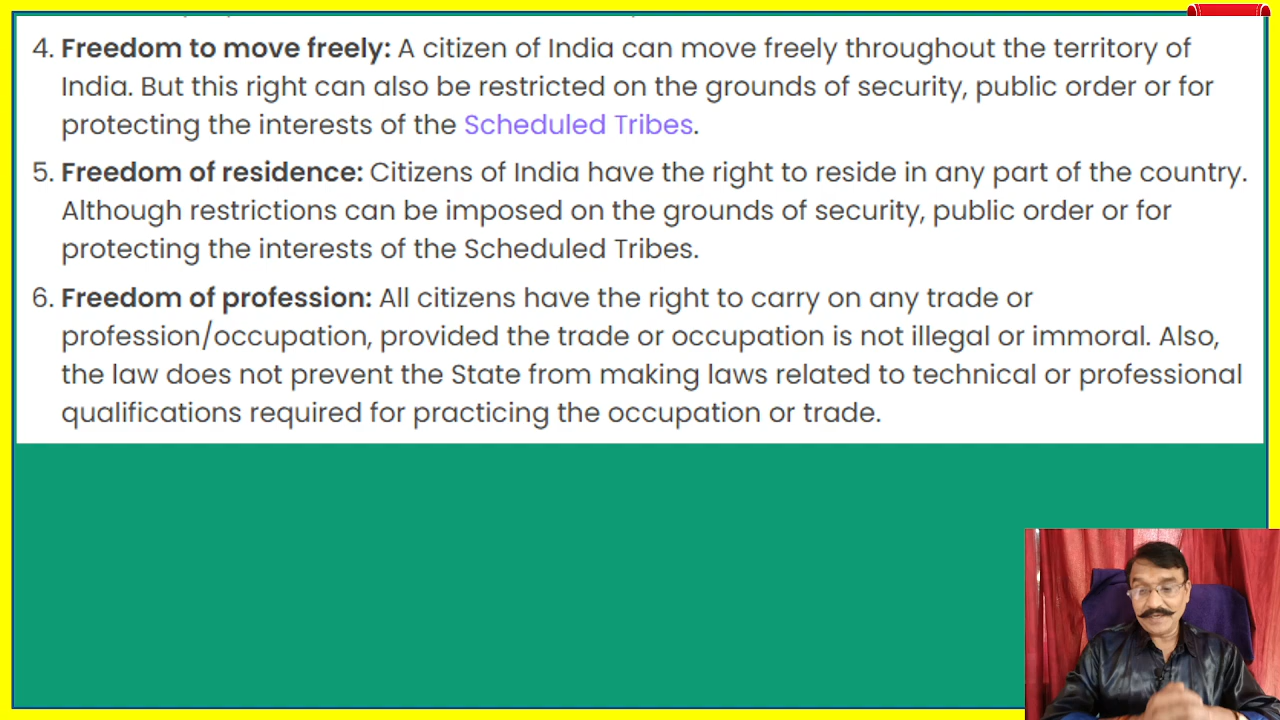 4. Freedom to move freely: A citizen of India can move freely throughout the territory of
India. But this right can also be restricted on the grounds of security, public order or for
protecting the interests of the Scheduled Tribes.
5. Freedom of residence: Citizens of India have the right to reside in any part of the country.
Although restrictions can be imposed on the grounds of security, public order or for
protecting the interests of the Scheduled Tribes.
6. Freedom of profession: All citizens have the right to carry on any trade or
profession/occupation, provided the trade or occupation is not illegal or immoral. Also,
the law does not prevent the State from making laws related to technical or professional
qualifications required for practicing the occupation or trade.